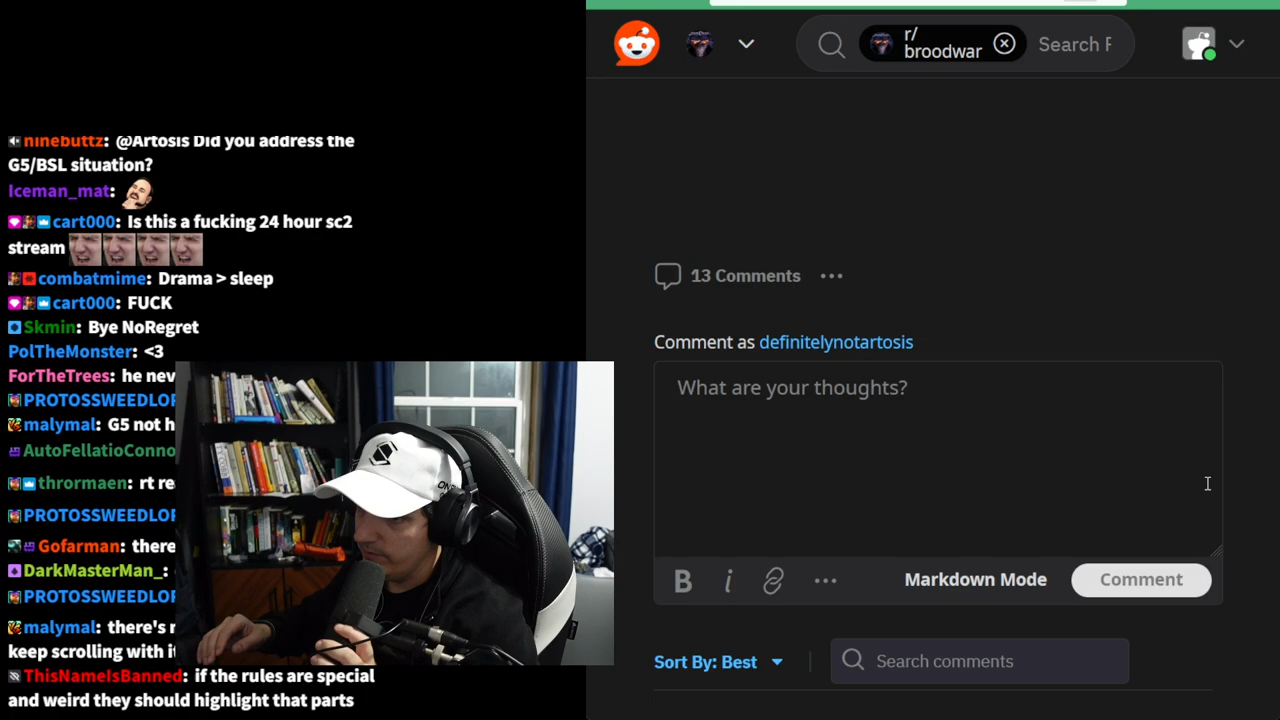 ninebuttz: @Artosis Did you address the
G5/BSL situation?
Iceman_mat:
cart000: Is this a fucking 24 hour sc2
stream
combatmime: Drama > sleep
cart000: FUCK
Skmin: Bye NoRegret
PolTheMonster: <3
ForTheTrees: he nev
PROTOSSWEEDLOR
malymal: G5 not h
AutoFellatioConno
thrormaen: rt re
PROTOSSWEEDLOR
Gofarman: there
DarkMasterMan_:
PROTOSSWEEDLOR
malymal: there's
keep scrolling with it
ThisNameIsBanned: if the rules are special
and weird they should highlight that parts
r/
broodwar
Search F
13 Comments
Comment as definitelynotartosis
What are your thoughts?
B i Markdown Mode Comment
Sort By: Best Search comments